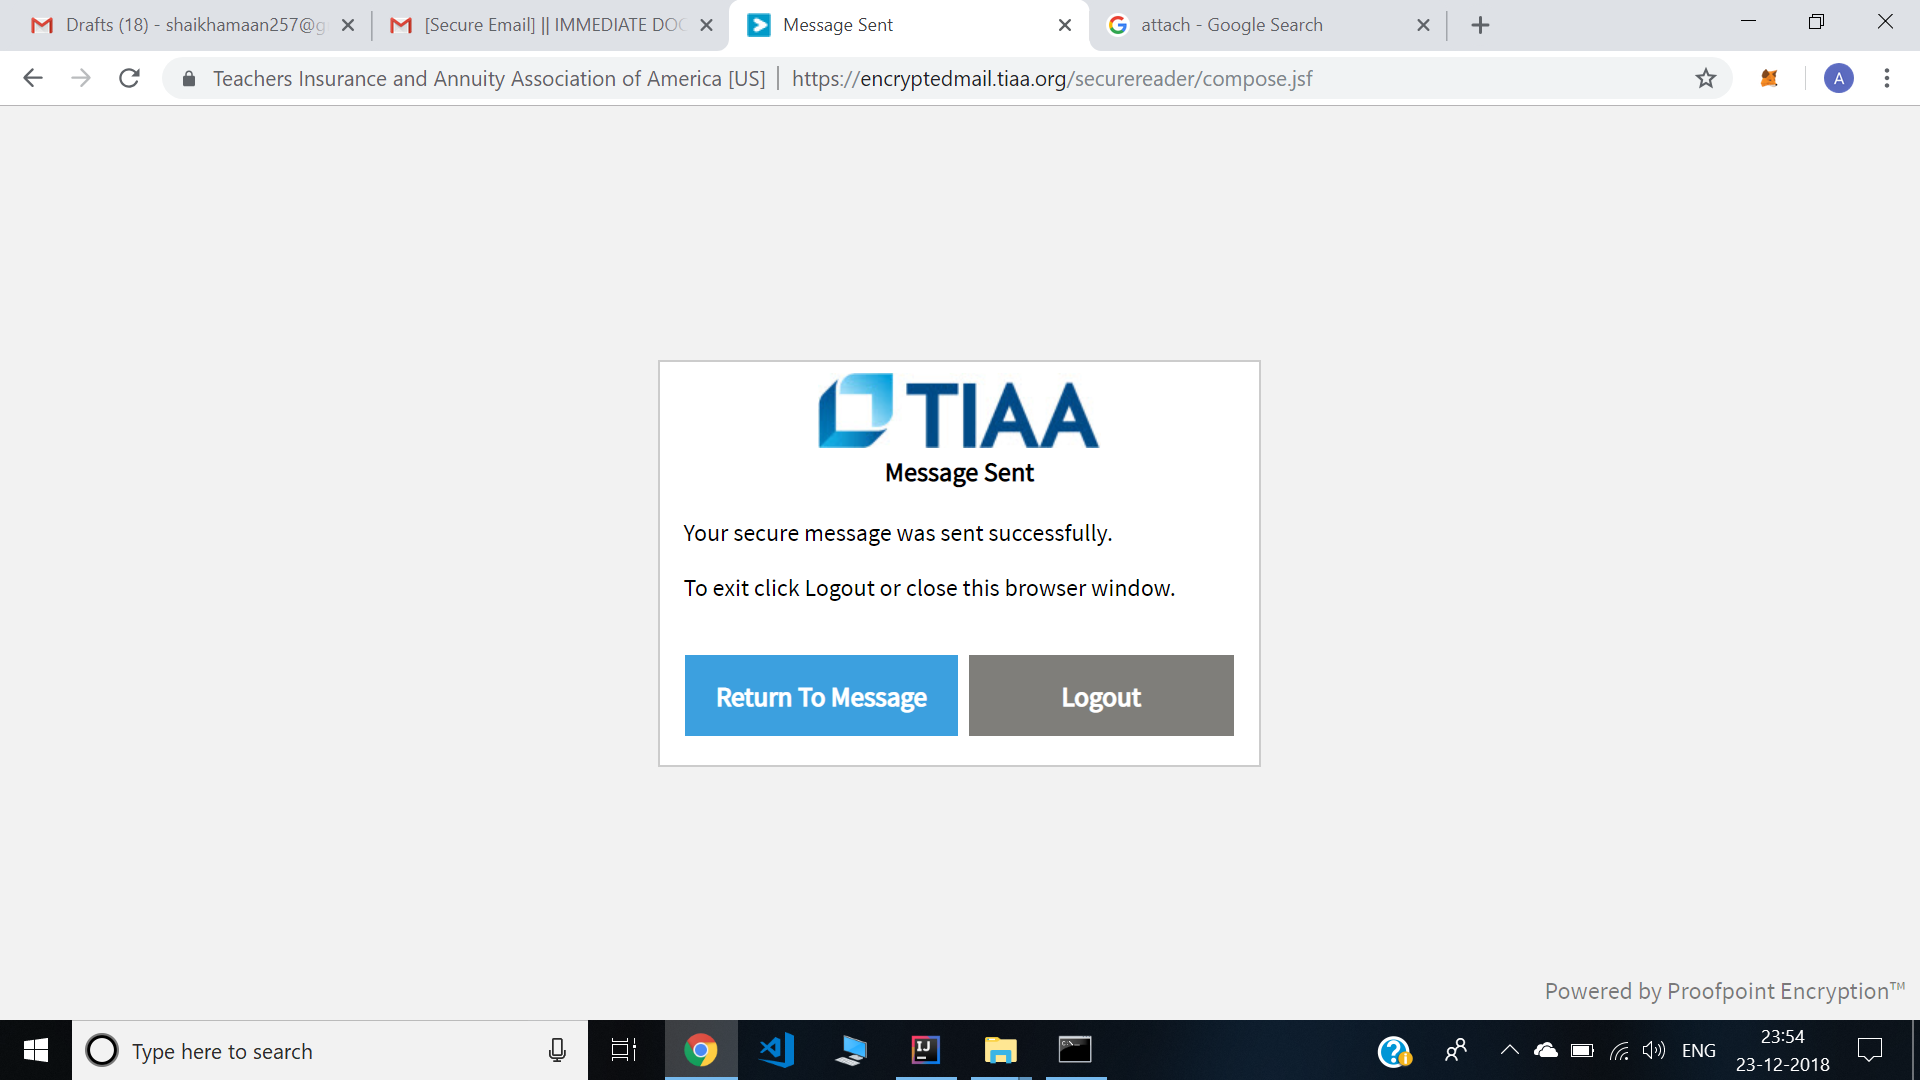 Drafts (18) - shaikhamaan257@g
[Secure Email] || IMMEDIATE DOC
Message Sent
attach - Google Search
Teachers Insurance and Annuity Association of America [US] | https://encryptedmail.tiaa.org/securereader/compose.jsf
A
TIAA
Message Sent
Your secure message was sent successfully.
To exit click Logout or close this browser window.
Return To Message
Logout
Powered by Proofpoint Encryption™
Type here to search
IJ
ENG
23:54
23-12-2018